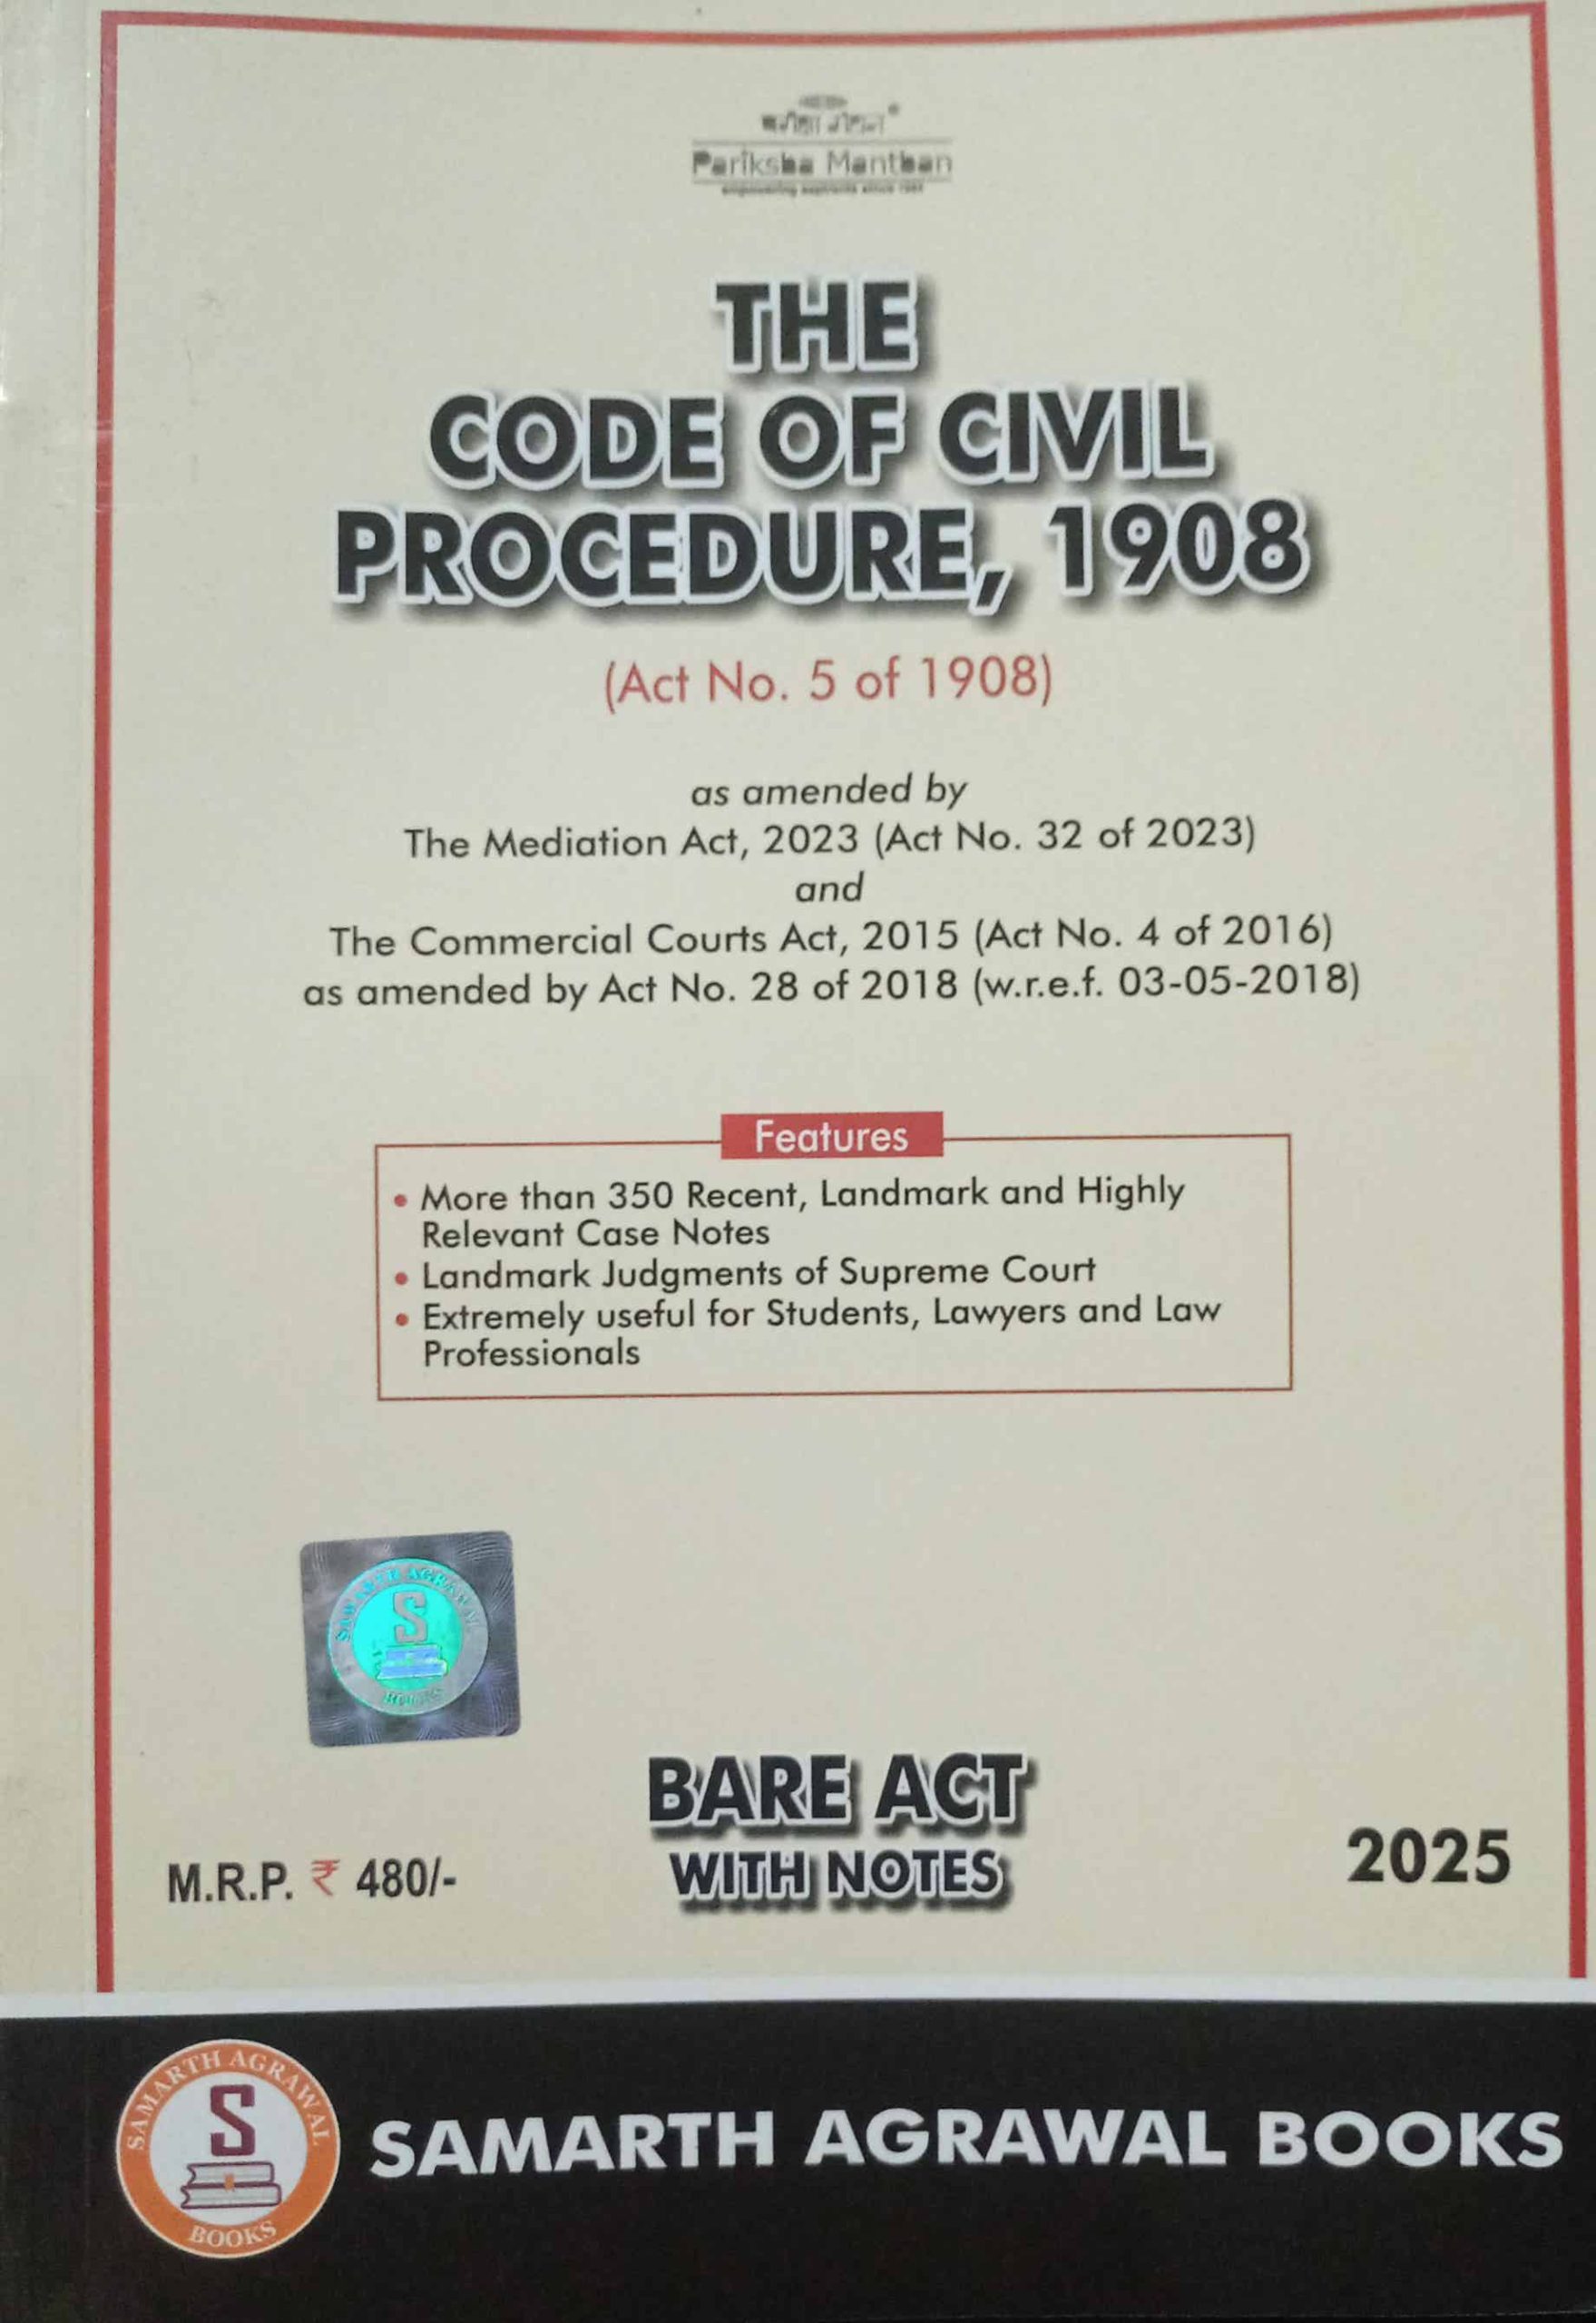 Pariksha Manthan
THE
CODE OF CIVIL
PROCEDURE, 1908
(Act No. 5 of 1908)
as amended by
The Mediation Act, 2023 (Act No. 32 of 2023)
and
The Commercial Courts Act, 2015 (Act No. 4 of 2016)
as amended by Act No. 28 of 2018 (w.r.e.f. 03-05-2018)
Features
• More than 350 Recent, Landmark and Highly
Relevant Case Notes
• Landmark Judgments of Supreme Court
• Extremely useful for Students, Lawyers and Law
Professionals
SAMARTH AGRAWAL
S
BOOKS
BARE ACT
WITH NOTES
M.R.P. ₹ 480/-
2025
SAMARTH AGRAWAL
S
BOOKS
SAMARTH AGRAWAL BOOKS